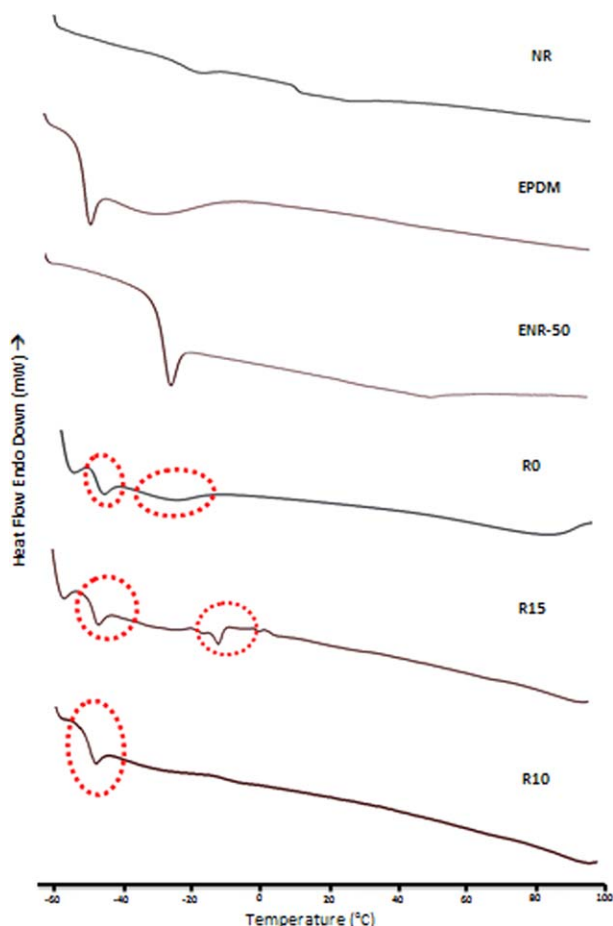 NR
EPDM
ENR-50
R0
R15
R10
Heat Flow Endo Down (mW) →
-60 -40 -20 0 20 40 60 80 100
Temperature (°C)